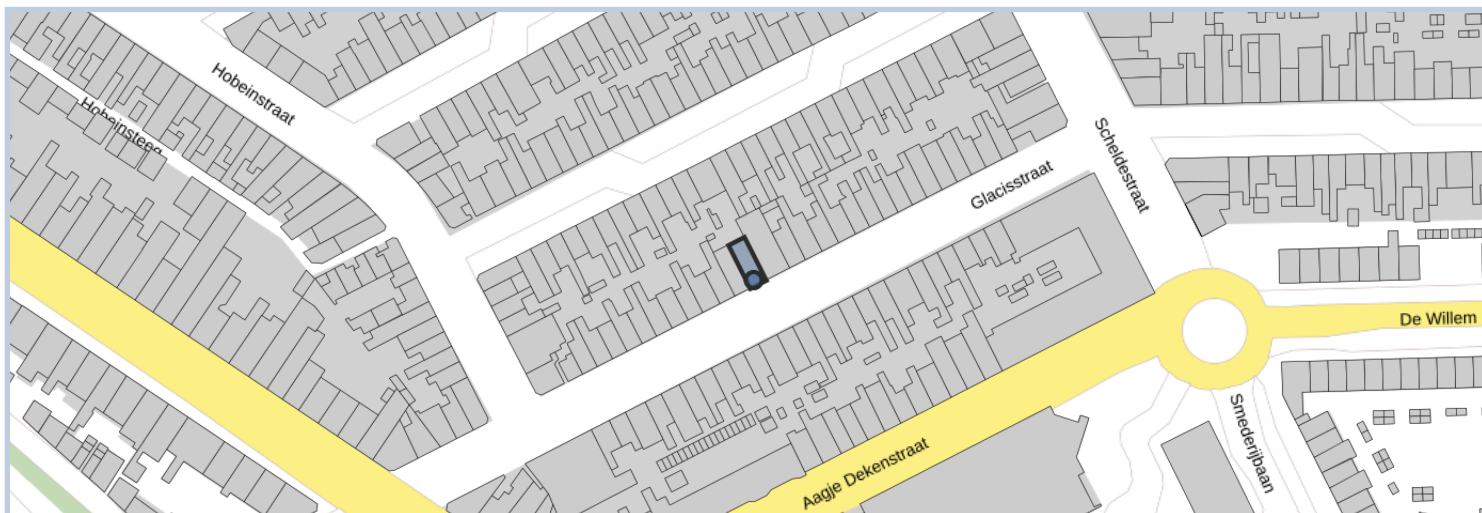 Hobeinstraat
Hobeinsteeg
Scheldestraat
Glacisstraat
De Willem
Smederijbaan
Aagje Dekenstraat